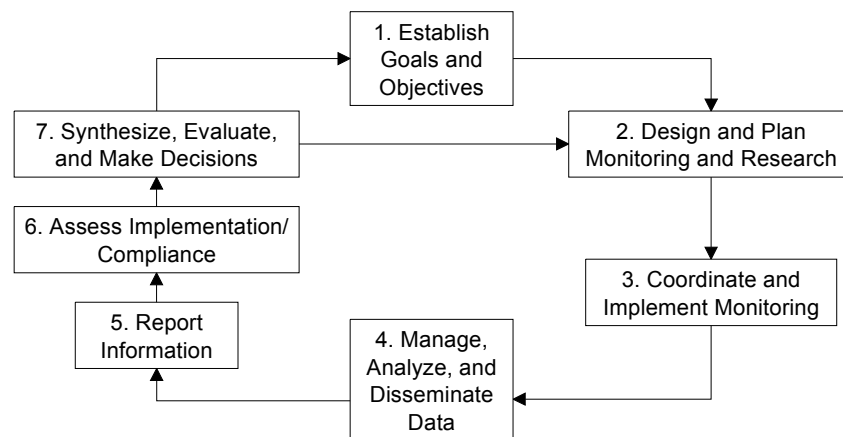 1. Establish
Goals and
Objectives
2. Design and Plan
Monitoring and Research
3. Coordinate and
Implement Monitoring
4. Manage,
Analyze, and
Disseminate
Data
5. Report
Information
6. Assess Implementation/
Compliance
7. Synthesize, Evaluate,
and Make Decisions